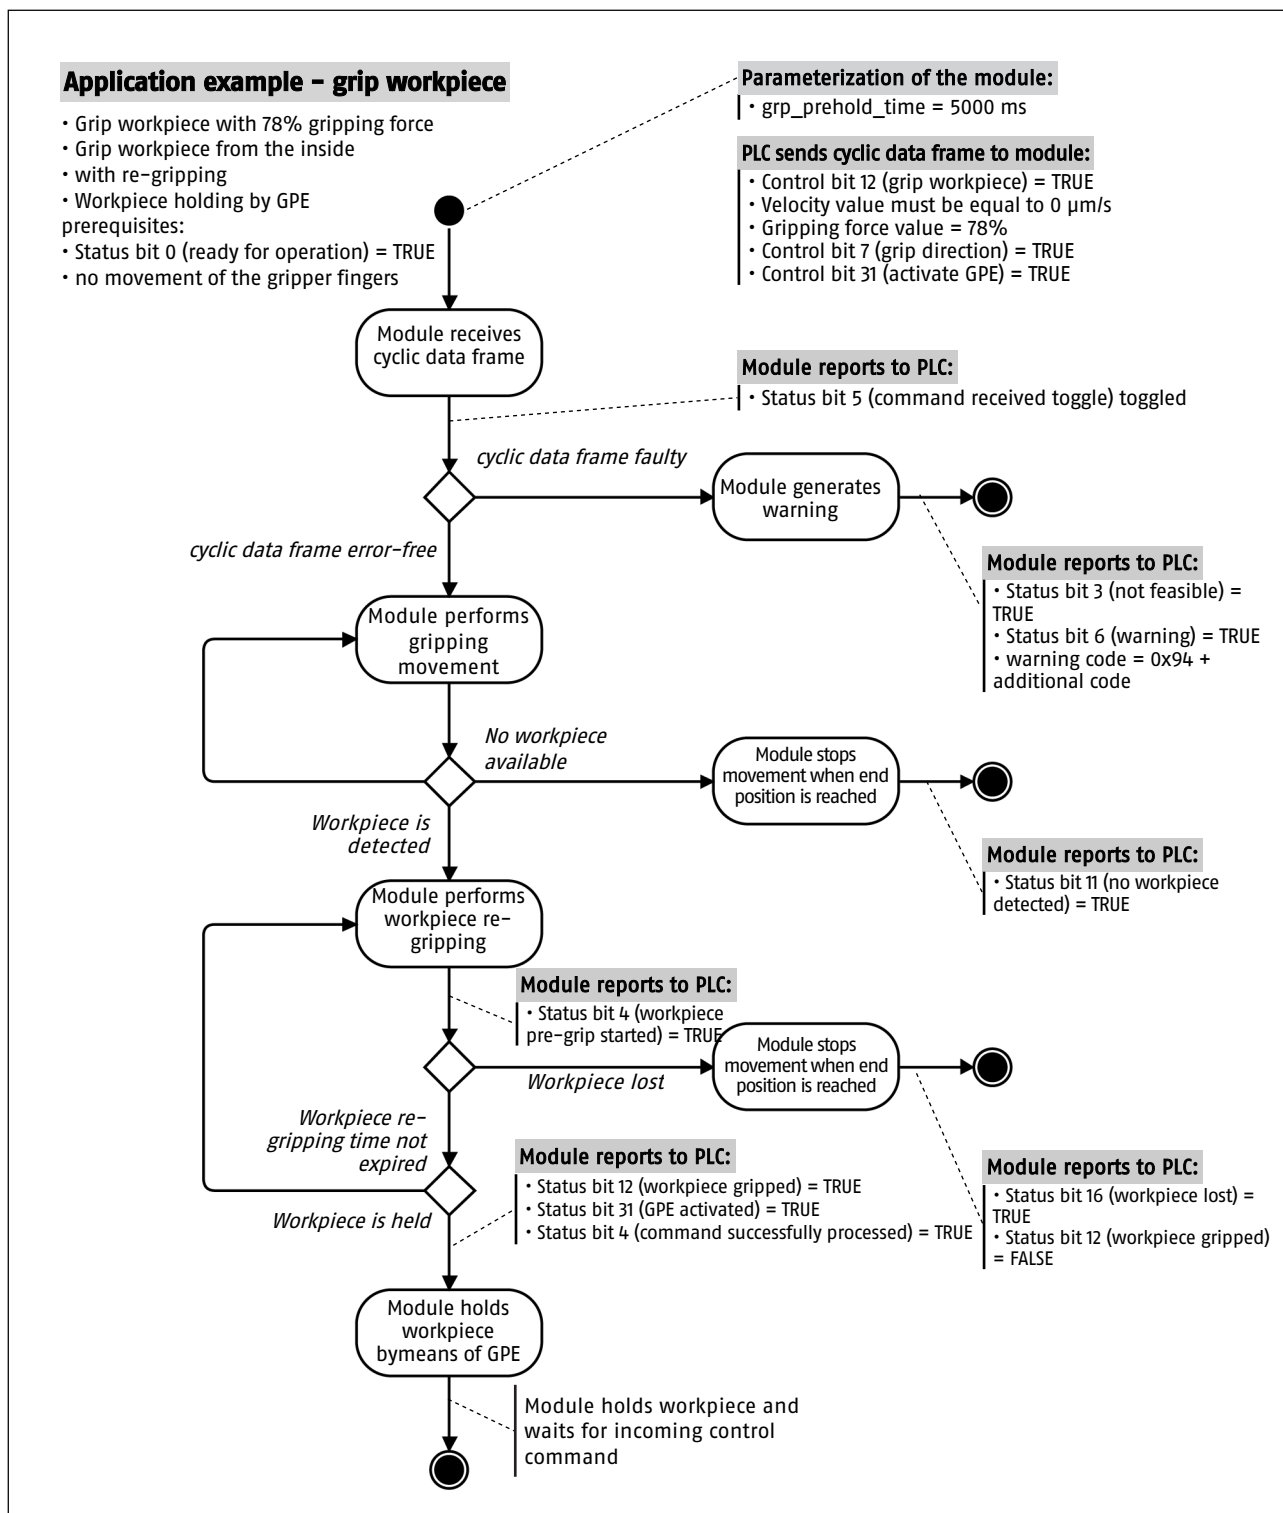 Application example – grip workpiece
• Grip workpiece with 78% gripping force
• Grip workpiece from the inside
• with re-gripping
• Workpiece holding by GPE
prerequisites:
• Status bit 0 (ready for operation) = TRUE
• no movement of the gripper fingers
Parameterization of the module:
• grp_prehold_time = 5000 ms
PLC sends cyclic data frame to module:
• Control bit 12 (grip workpiece) = TRUE
• Velocity value must be equal to 0 µm/s
• Gripping force value = 78%
• Control bit 7 (grip direction) = TRUE
• Control bit 31 (activate GPE) = TRUE
Module receives
cyclic data frame
Module reports to PLC:
• Status bit 5 (command received toggle) toggled
cyclic data frame faulty
Module generates
warning
cyclic data frame error-free
Module reports to PLC:
• Status bit 3 (not feasible) =
TRUE
• Status bit 6 (warning) = TRUE
• warning code = 0x94 +
additional code
Module performs
gripping
movement
No workpiece
available
Module stops
movement when end
position is reached
Workpiece is
detected
Module reports to PLC:
• Status bit 11 (no workpiece
detected) = TRUE
Module performs
workpiece re-
gripping
Module reports to PLC:
• Status bit 4 (workpiece
pre-grip started) = TRUE
Module stops
movement when end
position is reached
Workpiece lost
Workpiece re-
gripping time not
expired
Module reports to PLC:
• Status bit 12 (workpiece gripped) = TRUE
• Status bit 31 (GPE activated) = TRUE
• Status bit 4 (command successfully processed) = TRUE
Module reports to PLC:
• Status bit 16 (workpiece lost) =
TRUE
• Status bit 12 (workpiece gripped)
= FALSE
Workpiece is held
Module holds
workpiece
bymeans of GPE
Module holds workpiece and
waits for incoming control
command